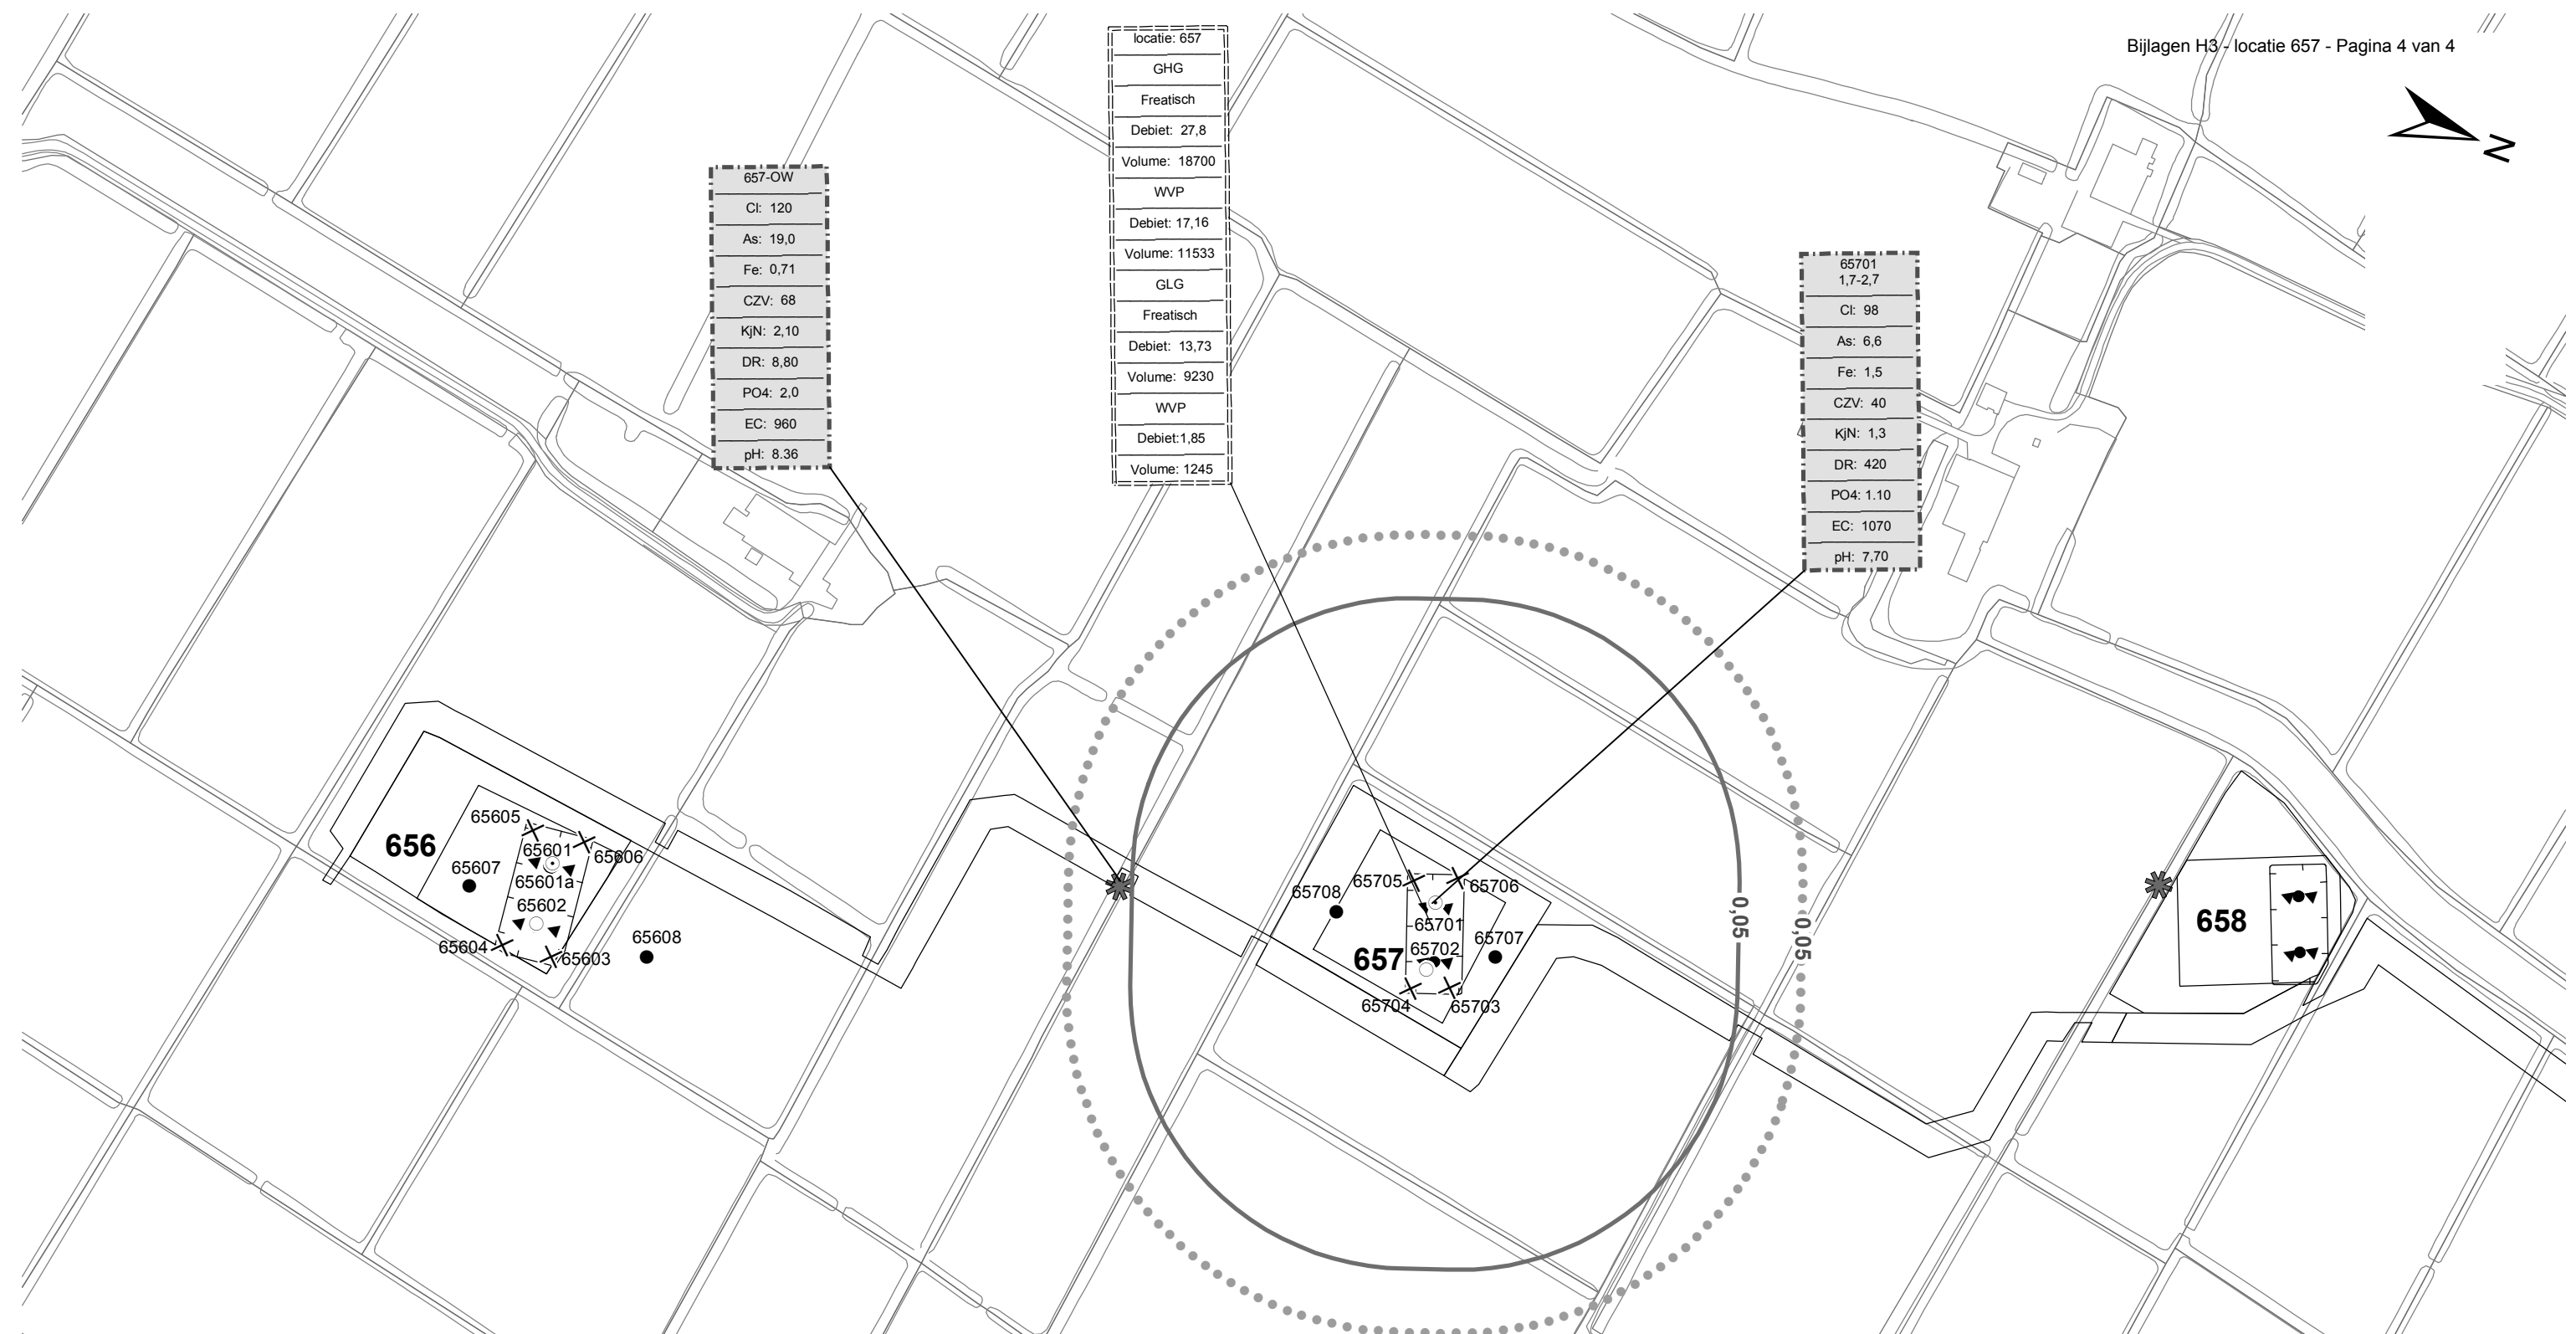 Bijlagen H3 - locatie 657 - Pagina 4 van 4
N
locatie: 657
GHG
Freatisch
Debiet: 27,8
Volume: 18700
WVP
Debiet: 17,16
Volume: 11533
GLG
Freatisch
Debiet: 13,73
Volume: 9230
WVP
Debiet:1,85
Volume: 1245
657-OW
Cl: 120
As: 19,0
Fe: 0,71
CZV: 68
KjN: 2,10
DR: 8,80
PO4: 2,0
EC: 960
pH: 8.36
65701
1,7-2,7
Cl: 98
As: 6,6
Fe: 1,5
CZV: 40
KjN: 1,3
DR: 420
PO4: 1.10
EC: 1070
pH: 7,70
656
65605
65601
65606
65607
65601a
65602
65604
65603
65608
65708
65705
65706
65701
65707
65702
657
65704
65703
0,05
0,05
658